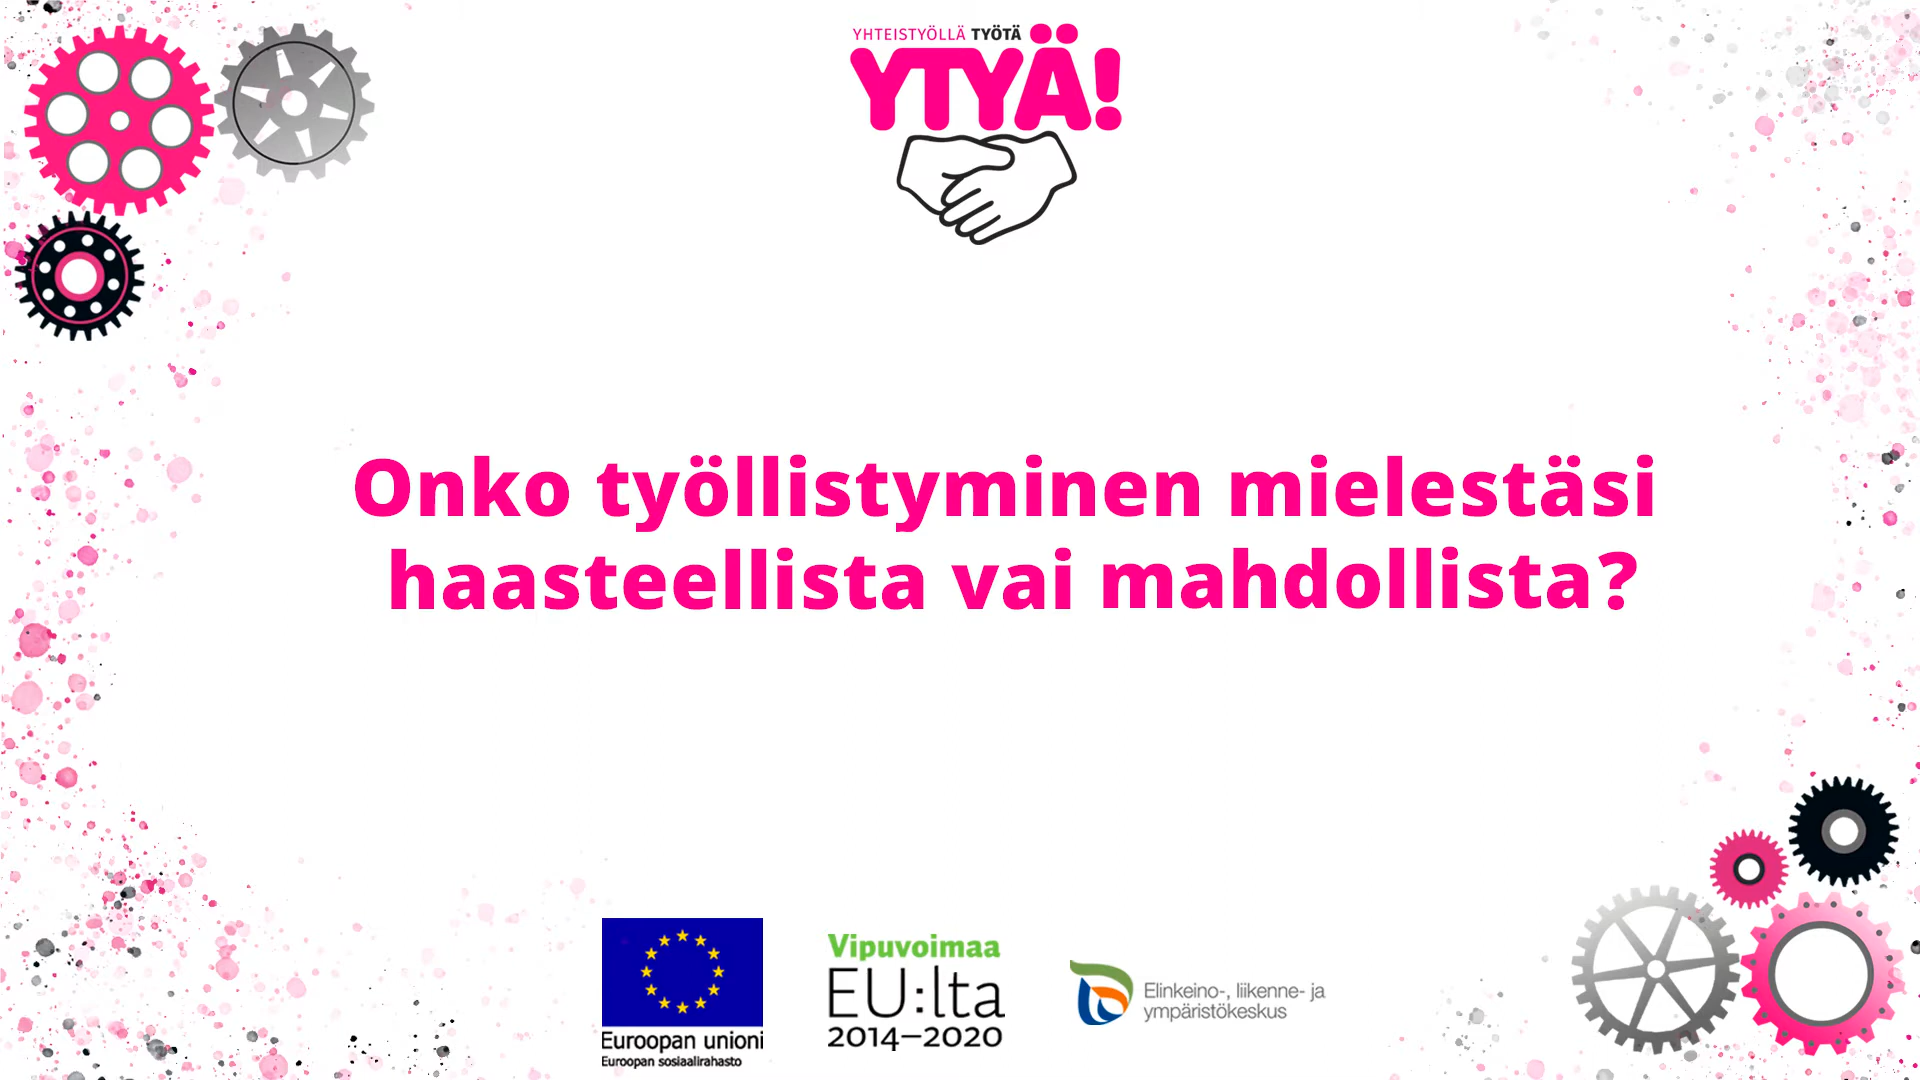 YHTEISTYÖLLÄ TYÖTÄ
YTYÄ!
Onko työllistyminen mielestäsi
haasteellista vai mahdollista?
Euroopan unioni
Euroopan sosiaalirahasto
Vipuvoimaa
EU:lta
2014–2020
Elinkeino-, liikenne- ja
ympäristökeskus